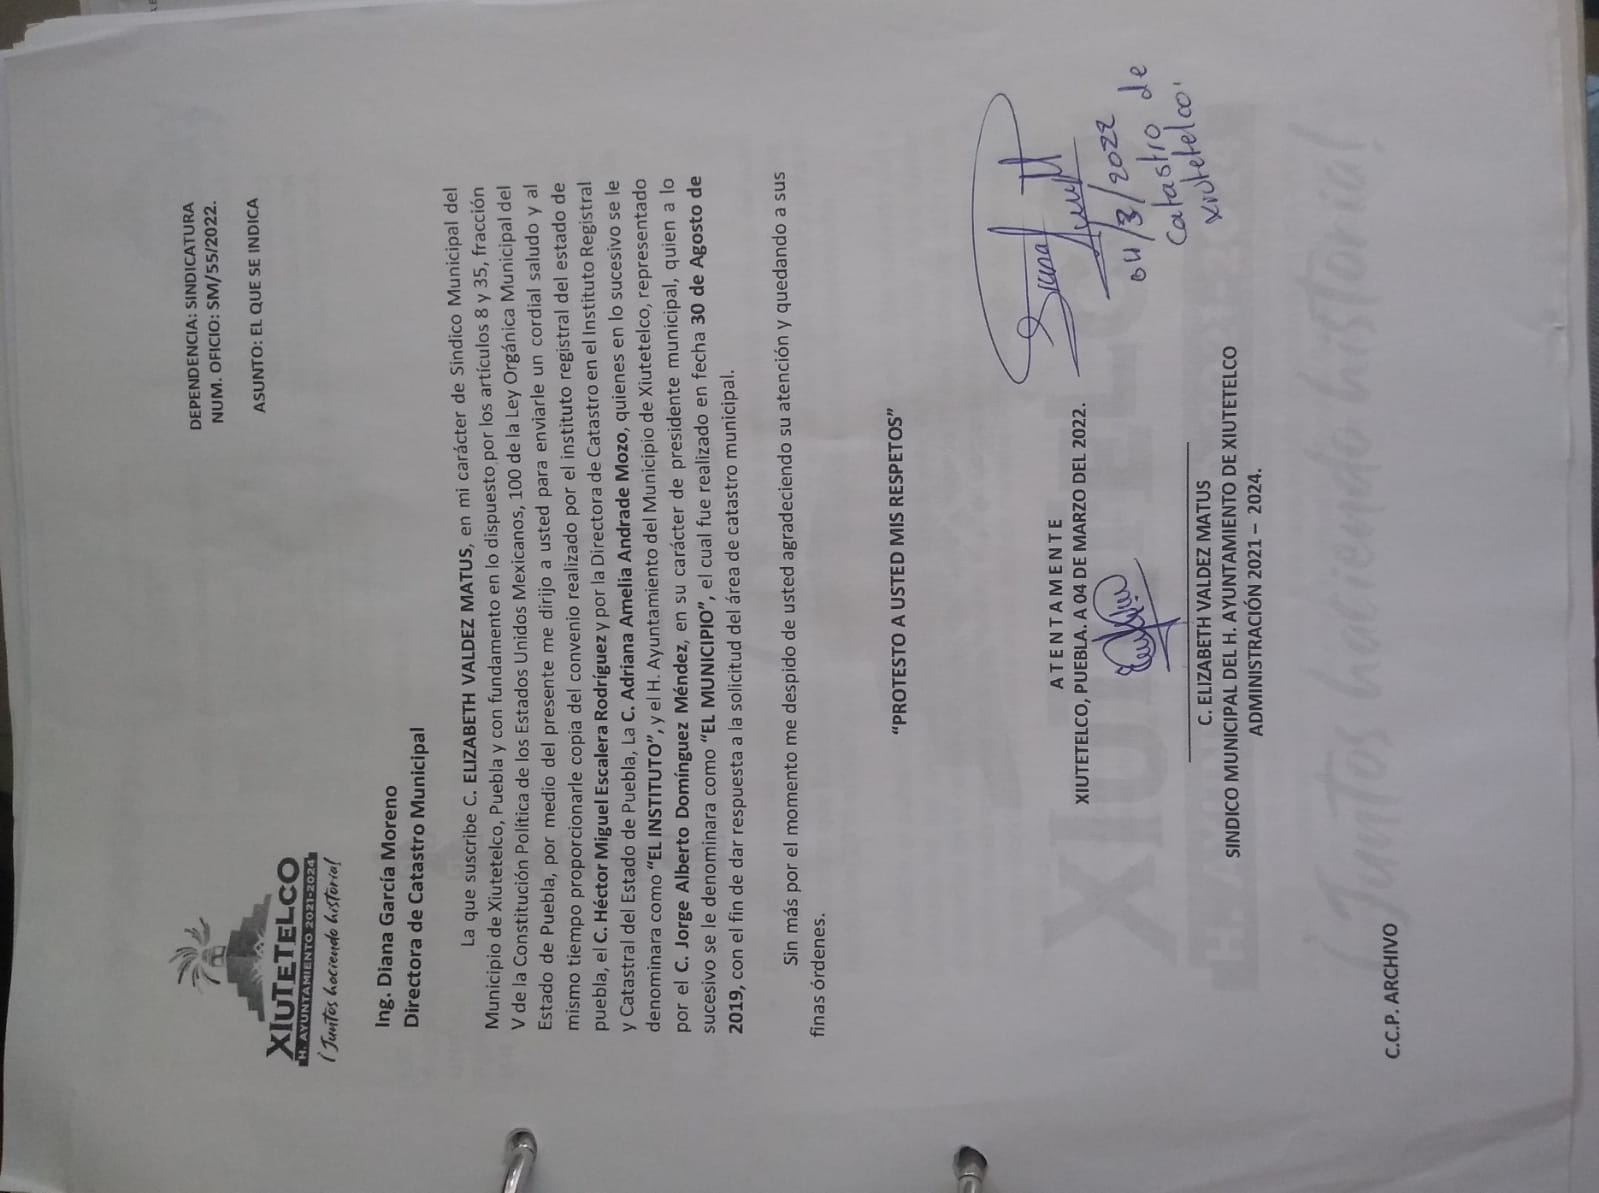 XIUTETELCO
H. AYUNTAMIENTO 2021-2024
¡Juntos haciendo historia!
DEPENDENCIA: SINDICATURA
NUM. OFICIO: SM/55/2022.
ASUNTO: EL QUE SE INDICA
Ing. Diana García Moreno
Directora de Catastro Municipal
La que suscribe C. ELIZABETH VALDEZ MATUS, en mi carácter de Sindico Municipal del
Municipio de Xiutetelco, Puebla y con fundamento en lo dispuesto por los artículos 8 y 35, fracción
V de la Constitución Política de los Estados Unidos Mexicanos, 100 de la Ley Orgánica Municipal del
Estado de Puebla, por medio del presente me dirijo a usted para enviarle un cordial saludo y al
mismo tiempo proporcionarle copia del convenio realizado por el instituto registral del estado de
puebla, el C. Héctor Miguel Escalera Rodríguez y por la Directora de Catastro en el Instituto Registral
y Catastral del Estado de Puebla, La C. Adriana Amelia Andrade Mozo, quienes en lo sucesivo se le
denominara como "EL INSTITUTO", y el H. Ayuntamiento del Municipio de Xiutetelco, representado
por el C. Jorge Alberto Domínguez Méndez, en su carácter de presidente municipal, quien a lo
sucesivo se le denominara como "EL MUNICIPIO", el cual fue realizado en fecha 30 de Agosto de
2019, con el fin de dar respuesta a la solicitud del área de catastro municipal.
Sin más por el momento me despido de usted agradeciendo su atención y quedando a sus
finas órdenes.
"PROTESTO A USTED MIS RESPETOS"
A T E N T A M E N T E
XIUTETELCO, PUEBLA. A 04 DE MARZO DEL 2022.
04/3/2022
Catastro de
Xiutetelco.
C. ELIZABETH VALDEZ MATUS
SINDICO MUNICIPAL DEL H. AYUNTAMIENTO DE XIUTETELCO
ADMINISTRACIÓN 2021 – 2024.
¡Juntos haciendo historia!
C.C.P. ARCHIVO